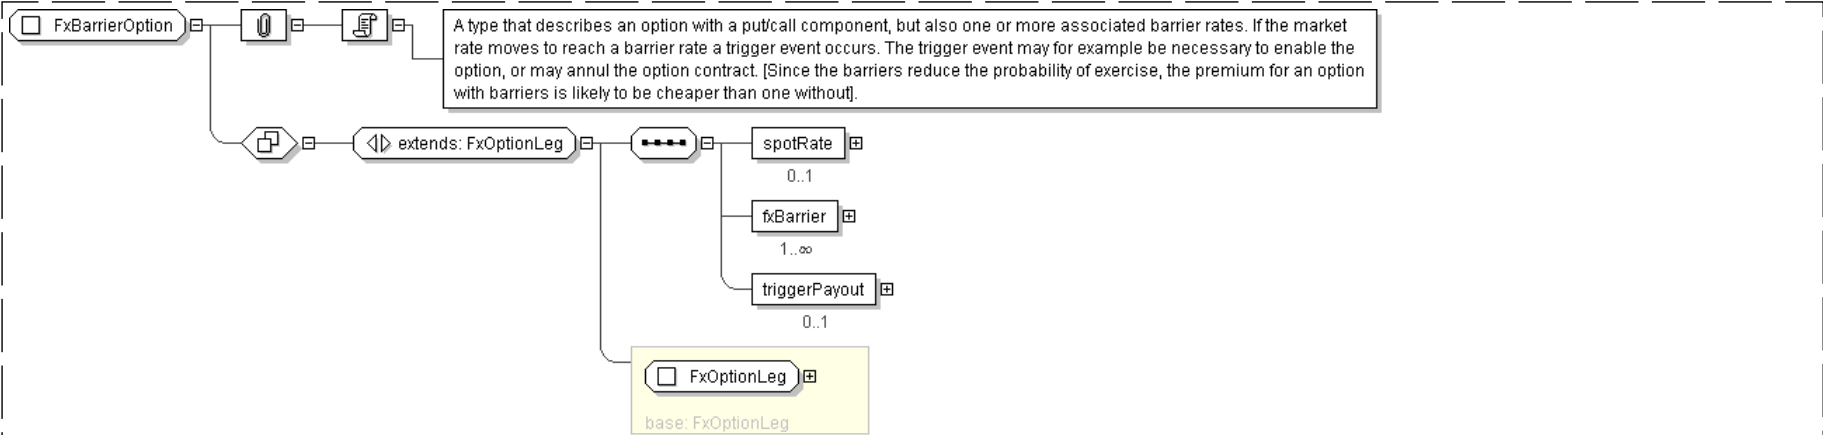 FxBarrierOption
A type that describes an option with a put/call component, but also one or more associated barrier rates. If the market
rate moves to reach a barrier rate a trigger event occurs. The trigger event may for example be necessary to enable the
option, or may annul the option contract. [Since the barriers reduce the probability of exercise, the premium for an option
with barriers is likely to be cheaper than one without].
extends: FxOptionLeg
spotRate
0..1
fxBarrier
1..∞
triggerPayout
0..1
FxOptionLeg
base: FxOptionLeg